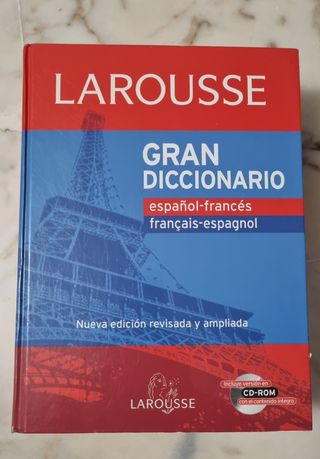 LAROUSSE
GRAN
DICCIONARIO
español-francés
français-espagnol
Nueva edición revisada y ampliada
LAROUSSE
Incluye versión en
CD-ROM
con el contenido íntegro